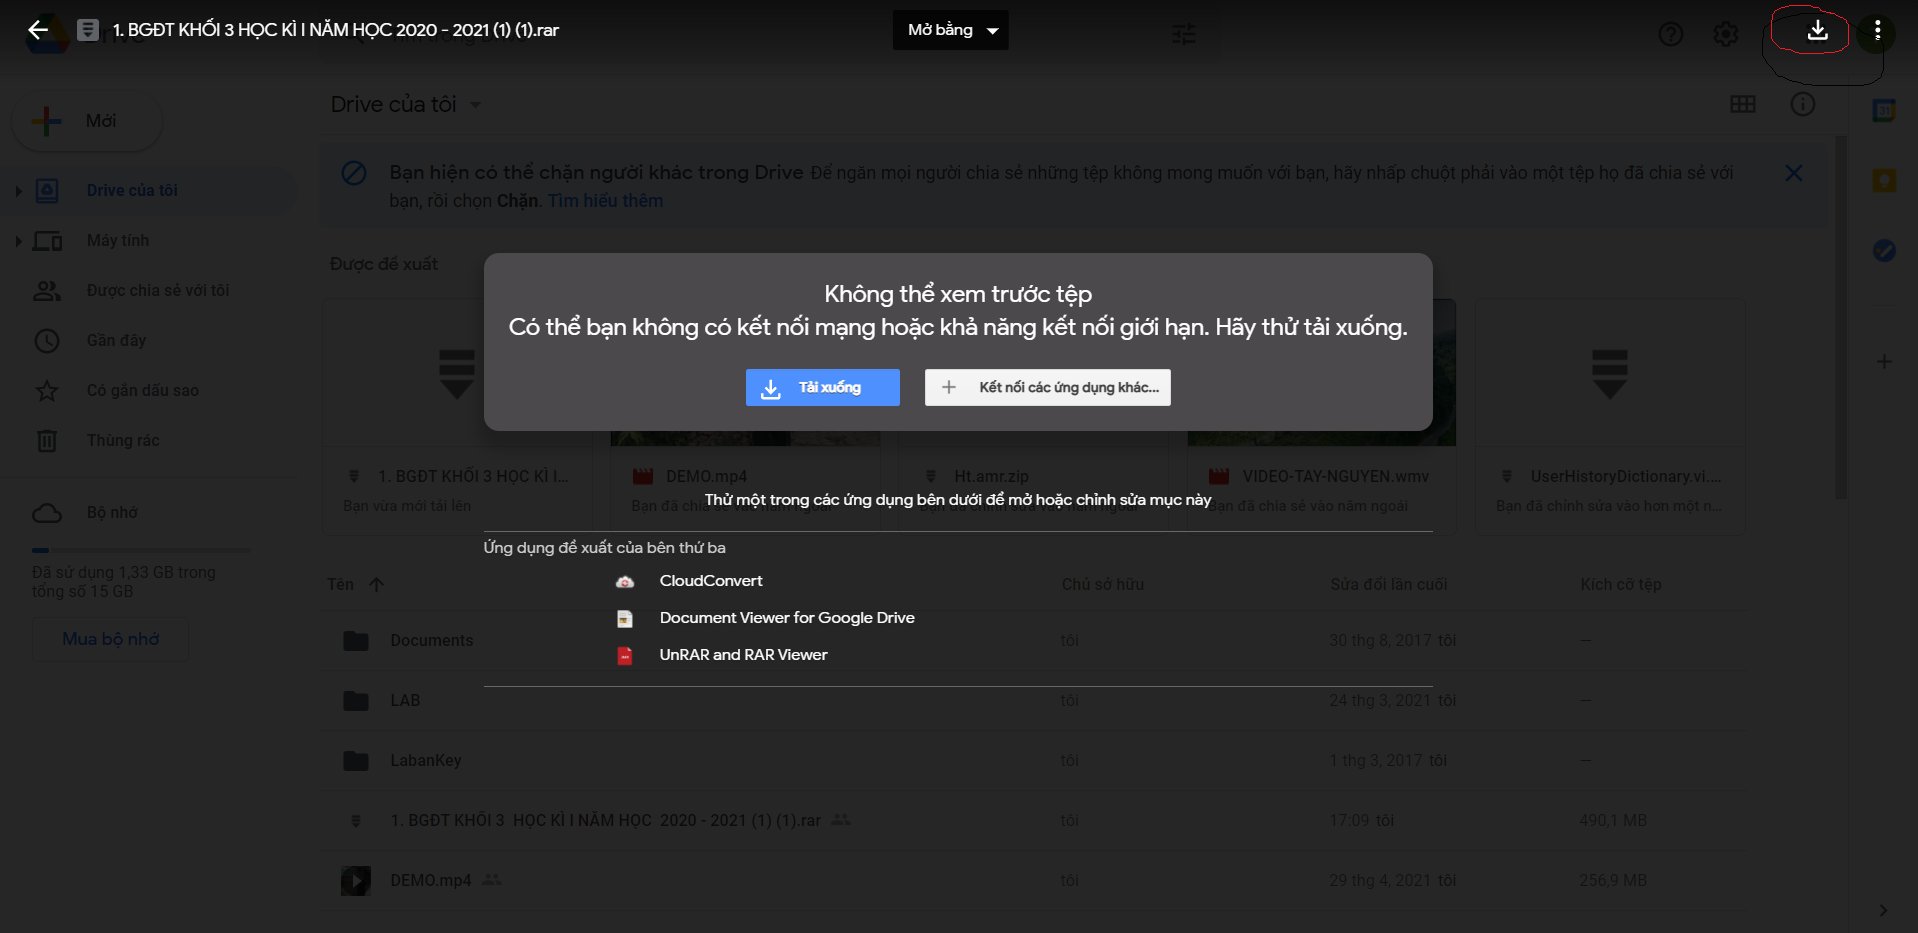 1. BGĐT KHỐI 3 HỌC KÌ I NĂM HỌC 2020 - 2021 (1) (1).rar
Mở bằng
Mới
Drive của tôi
Drive của tôi
Máy tính
Được chia sẻ với tôi
Gần đây
Có gắn dấu sao
Thùng rác
Bộ nhớ
Đã sử dụng 1,33 GB trong
tổng số 15 GB
Mua bộ nhớ
Bạn hiện có thể chặn người khác trong Drive Để ngăn mọi người chia sẻ những tệp không mong muốn với bạn, hãy nhấp chuột phải vào một tệp họ đã chia sẻ với
bạn, rồi chọn Chặn. Tìm hiểu thêm
Được đề xuất
Không thể xem trước tệp
Có thể bạn không có kết nối mạng hoặc khả năng kết nối giới hạn. Hãy thử tải xuống.
Tải xuống
Kết nối các ứng dụng khác...
1. BGĐT KHỐI 3 HỌC KÌ I...
Bạn vừa mới tải lên
DEMO.mp4
Bạn đã chia sẻ vào năm ngoái
Ht.amr.zip
Bạn đã chỉnh sửa vào năm ngoái
VIDEO-TAY-NGUYEN.wmv
Bạn đã chia sẻ vào năm ngoái
UserHistoryDictionary.vi....
Bạn đã chỉnh sửa vào hơn một n...
Thử một trong các ứng dụng bên dưới để mở hoặc chỉnh sửa mục này
Ứng dụng đề xuất của bên thứ ba
CloudConvert
Document Viewer for Google Drive
UnRAR and RAR Viewer
Tên Chủ sở hữu Sửa đổi lần cuối Kích cỡ tệp
Documents tôi 30 thg 8, 2017 tôi —
LAB tôi 24 thg 3, 2021 tôi —
LabanKey tôi 1 thg 3, 2017 tôi —
1. BGĐT KHỐI 3 HỌC KÌ I NĂM HỌC 2020 - 2021 (1) (1).rar tôi 17:09 tôi 490,1 MB
DEMO.mp4 tôi 29 thg 4, 2021 tôi 256,9 MB
31